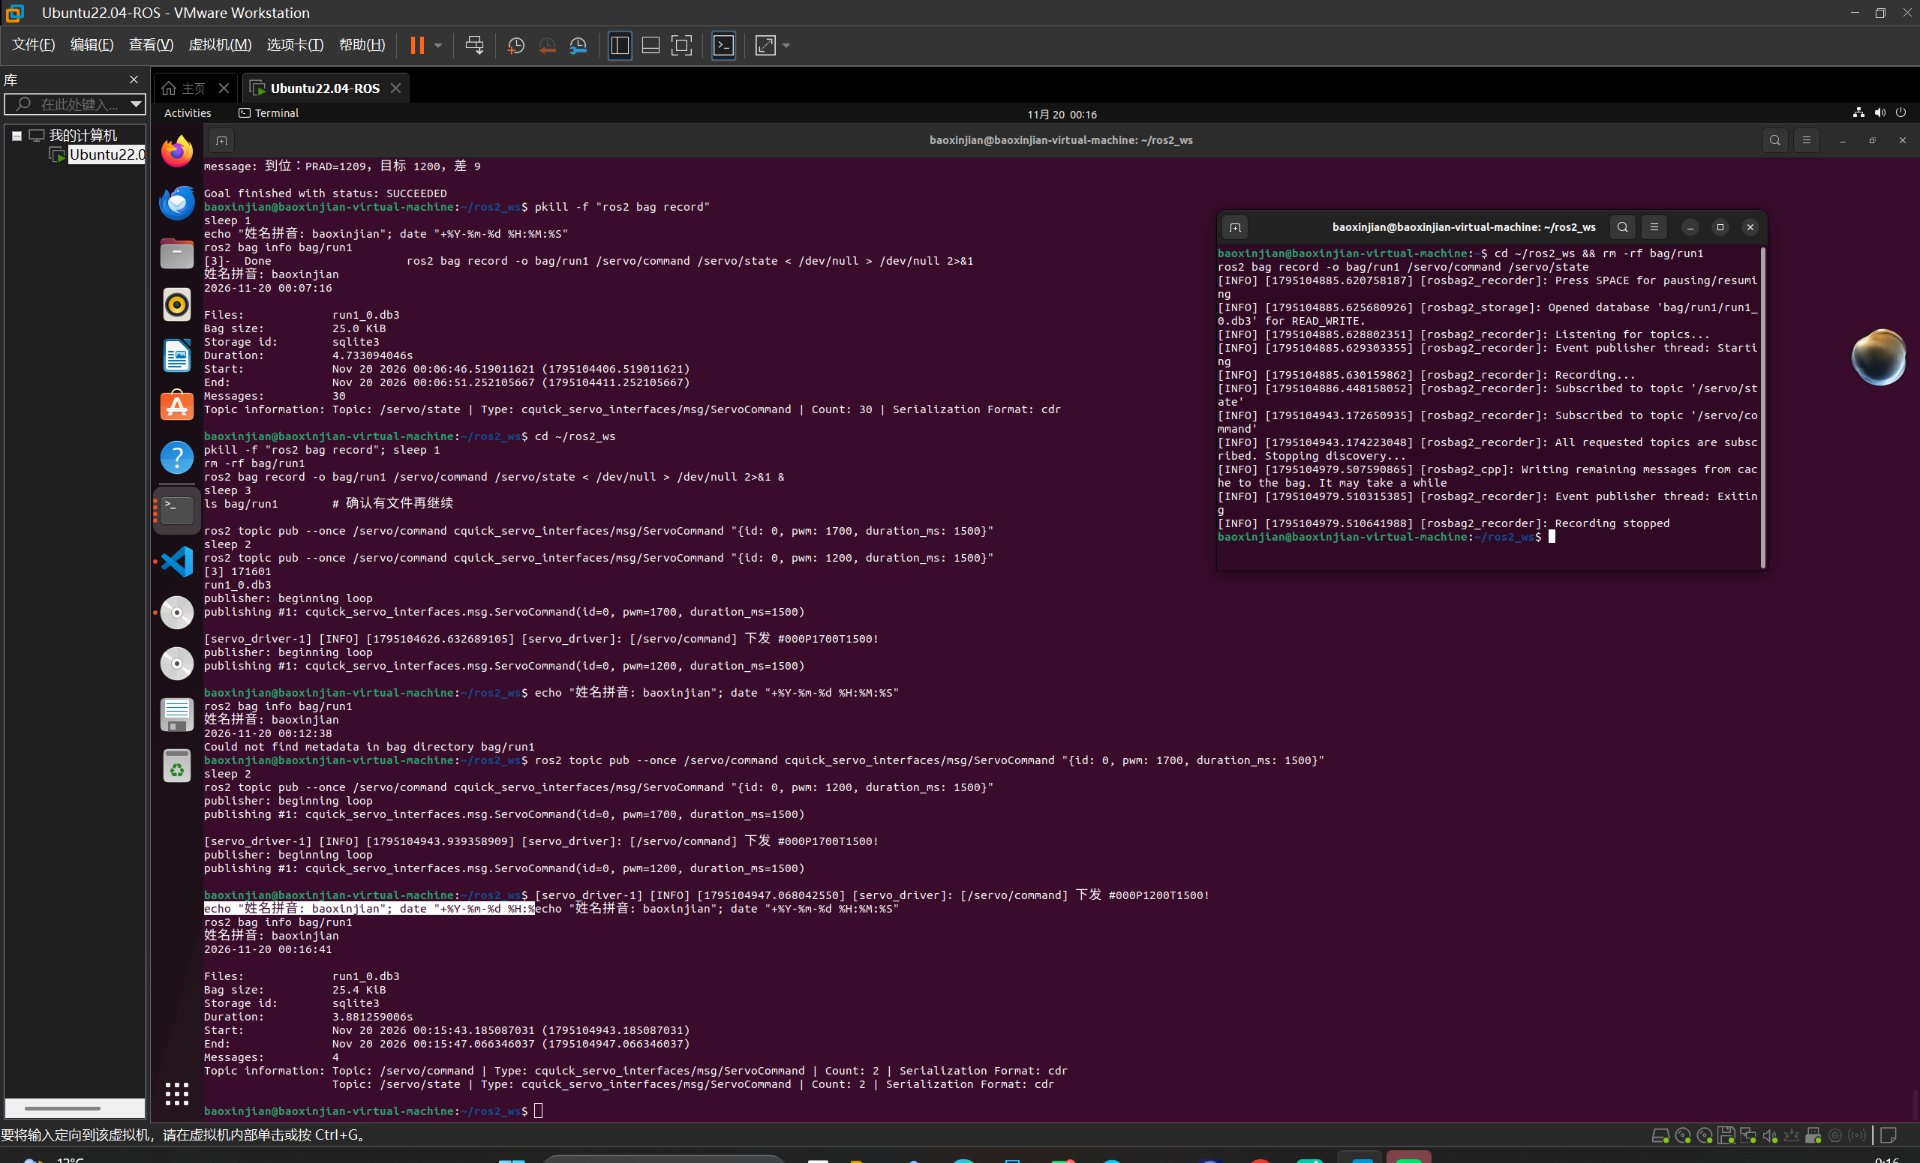 Ubuntu22.04-ROS - VMware Workstation
文件(F) 编辑(E) 查看(V) 虚拟机(M) 选项卡(T) 帮助(H)
库
在此处键入...
我的计算机
Ubuntu22.0
主页
Ubuntu22.04-ROS
Activities
Terminal
11月 20 00:16
baoxinjian@baoxinjian-virtual-machine: ~/ros2_ws
message: 到位：PRAD=1209, 目标 1200, 差 9
Goal finished with status: SUCCEEDED
baoxinjian@baoxinjian-virtual-machine:~/ros2_ws$ pkill -f "ros2 bag record"
sleep 1
echo "姓名拼音: baoxinjian"; date "+%Y-%m-%d %H:%M:%S"
ros2 bag info bag/run1
[3]-  Done                    ros2 bag record -o bag/run1 /servo/command /servo/state < /dev/null > /dev/null 2>&1
姓名拼音: baoxinjian
2026-11-20 00:07:16
Files:             run1_0.db3
Bag size:          25.0 KiB
Storage id:        sqlite3
Duration:          4.733094046s
Start:             Nov 20 2026 00:06:46.519011621 (1795104406.519011621)
End:               Nov 20 2026 00:06:51.252105667 (1795104411.252105667)
Messages:          30
Topic information: Topic: /servo/state | Type: cquick_servo_interfaces/msg/ServoCommand | Count: 30 | Serialization Format: cdr
baoxinjian@baoxinjian-virtual-machine:~/ros2_ws$ cd ~/ros2_ws
pkill -f "ros2 bag record"; sleep 1
rm -rf bag/run1
ros2 bag record -o bag/run1 /servo/command /servo/state < /dev/null > /dev/null 2>&1 &
sleep 3
ls bag/run1        # 确认有文件再继续
ros2 topic pub --once /servo/command cquick_servo_interfaces/msg/ServoCommand "{id: 0, pwm: 1700, duration_ms: 1500}"
sleep 2
ros2 topic pub --once /servo/command cquick_servo_interfaces/msg/ServoCommand "{id: 0, pwm: 1200, duration_ms: 1500}"
[3] 171601
run1_0.db3
publisher: beginning loop
publishing #1: cquick_servo_interfaces.msg.ServoCommand(id=0, pwm=1700, duration_ms=1500)
[servo_driver-1] [INFO] [1795104626.632689105] [servo_driver]: [/servo/command] 下发 #000P1700T1500!
publisher: beginning loop
publishing #1: cquick_servo_interfaces.msg.ServoCommand(id=0, pwm=1200, duration_ms=1500)
baoxinjian@baoxinjian-virtual-machine:~/ros2_ws$ echo "姓名拼音: baoxinjian"; date "+%Y-%m-%d %H:%M:%S"
ros2 bag info bag/run1
姓名拼音: baoxinjian
2026-11-20 00:12:38
Could not find metadata in bag directory bag/run1
baoxinjian@baoxinjian-virtual-machine:~/ros2_ws$ ros2 topic pub --once /servo/command cquick_servo_interfaces/msg/ServoCommand "{id: 0, pwm: 1700, duration_ms: 1500}"
sleep 2
ros2 topic pub --once /servo/command cquick_servo_interfaces/msg/ServoCommand "{id: 0, pwm: 1200, duration_ms: 1500}"
publisher: beginning loop
publishing #1: cquick_servo_interfaces.msg.ServoCommand(id=0, pwm=1700, duration_ms=1500)
[servo_driver-1] [INFO] [1795104943.939358909] [servo_driver]: [/servo/command] 下发 #000P1700T1500!
publisher: beginning loop
publishing #1: cquick_servo_interfaces.msg.ServoCommand(id=0, pwm=1200, duration_ms=1500)
baoxinjian@baoxinjian-virtual-machine:~/ros2_ws$ [servo_driver-1] [INFO] [1795104947.068042550] [servo_driver]: [/servo/command] 下发 #000P1200T1500!
echo "姓名拼音: baoxinjian"; date "+%Y-%m-%d %H:%echo "姓名拼音: baoxinjian"; date "+%Y-%m-%d %H:%M:%S"
ros2 bag info bag/run1
姓名拼音: baoxinjian
2026-11-20 00:16:41
Files:             run1_0.db3
Bag size:          25.4 KiB
Storage id:        sqlite3
Duration:          3.881259006s
Start:             Nov 20 2026 00:15:43.185087031 (1795104943.185087031)
End:               Nov 20 2026 00:15:47.066346037 (1795104947.066346037)
Messages:          4
Topic information: Topic: /servo/command | Type: cquick_servo_interfaces/msg/ServoCommand | Count: 2 | Serialization Format: cdr
                   Topic: /servo/state | Type: cquick_servo_interfaces/msg/ServoCommand | Count: 2 | Serialization Format: cdr
baoxinjian@baoxinjian-virtual-machine:~/ros2_ws$
baoxinjian@baoxinjian-virtual-machine: ~/ros2_ws
baoxinjian@baoxinjian-virtual-machine:~$ cd ~/ros2_ws && rm -rf bag/run1
ros2 bag record -o bag/run1 /servo/command /servo/state
[INFO] [1795104885.620758187] [rosbag2_recorder]: Press SPACE for pausing/resumi
ng
[INFO] [1795104885.625680926] [rosbag2_storage]: Opened database 'bag/run1/run1_
0.db3' for READ_WRITE.
[INFO] [1795104885.628802351] [rosbag2_recorder]: Listening for topics...
[INFO] [1795104885.629303355] [rosbag2_recorder]: Event publisher thread: Starti
ng
[INFO] [1795104885.630159862] [rosbag2_recorder]: Recording...
[INFO] [1795104886.448158052] [rosbag2_recorder]: Subscribed to topic '/servo/st
ate'
[INFO] [1795104943.172650935] [rosbag2_recorder]: Subscribed to topic '/servo/co
mmand'
[INFO] [1795104943.174223048] [rosbag2_recorder]: All requested topics are subsc
ribed. Stopping discovery...
[INFO] [1795104979.507590865] [rosbag2_cpp]: Writing remaining messages from cac
he to the bag. It may take a while
[INFO] [1795104979.510315385] [rosbag2_recorder]: Event publisher thread: Exitin
g
[INFO] [1795104979.510641988] [rosbag2_recorder]: Recording stopped
baoxinjian@baoxinjian-virtual-machine:~/ros2_ws$
要将输入定向到该虚拟机，请在虚拟机内部单击或按 Ctrl+G。